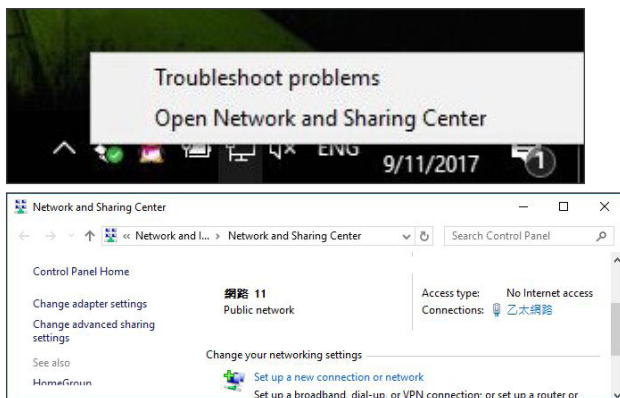 Troubleshoot problems
Open Network and Sharing Center
ENG
9/11/2017
1
Network and Sharing Center
« Network and I... › Network and Sharing Center
Search Control Panel
Control Panel Home
Change adapter settings
Change advanced sharing
settings
See also
HomeGroup
網路 11
Public network
Access type: No Internet access
Connections: 乙太網路
Change your networking settings
Set up a new connection or network
Set up a broadband, dial-up, or VPN connection; or set up a router or